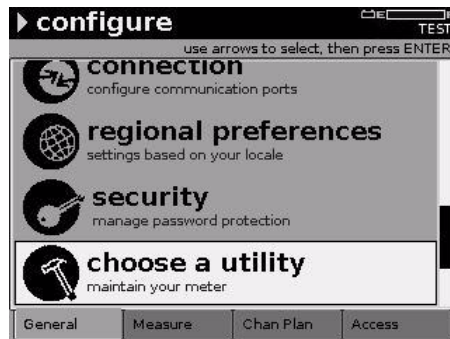 configure
E
TEST
use arrows to select, then press ENTER
connection
configure communication ports
regional preferences
settings based on your locale
security
manage password protection
choose a utility
maintain your meter
General Measure Chan Plan Access